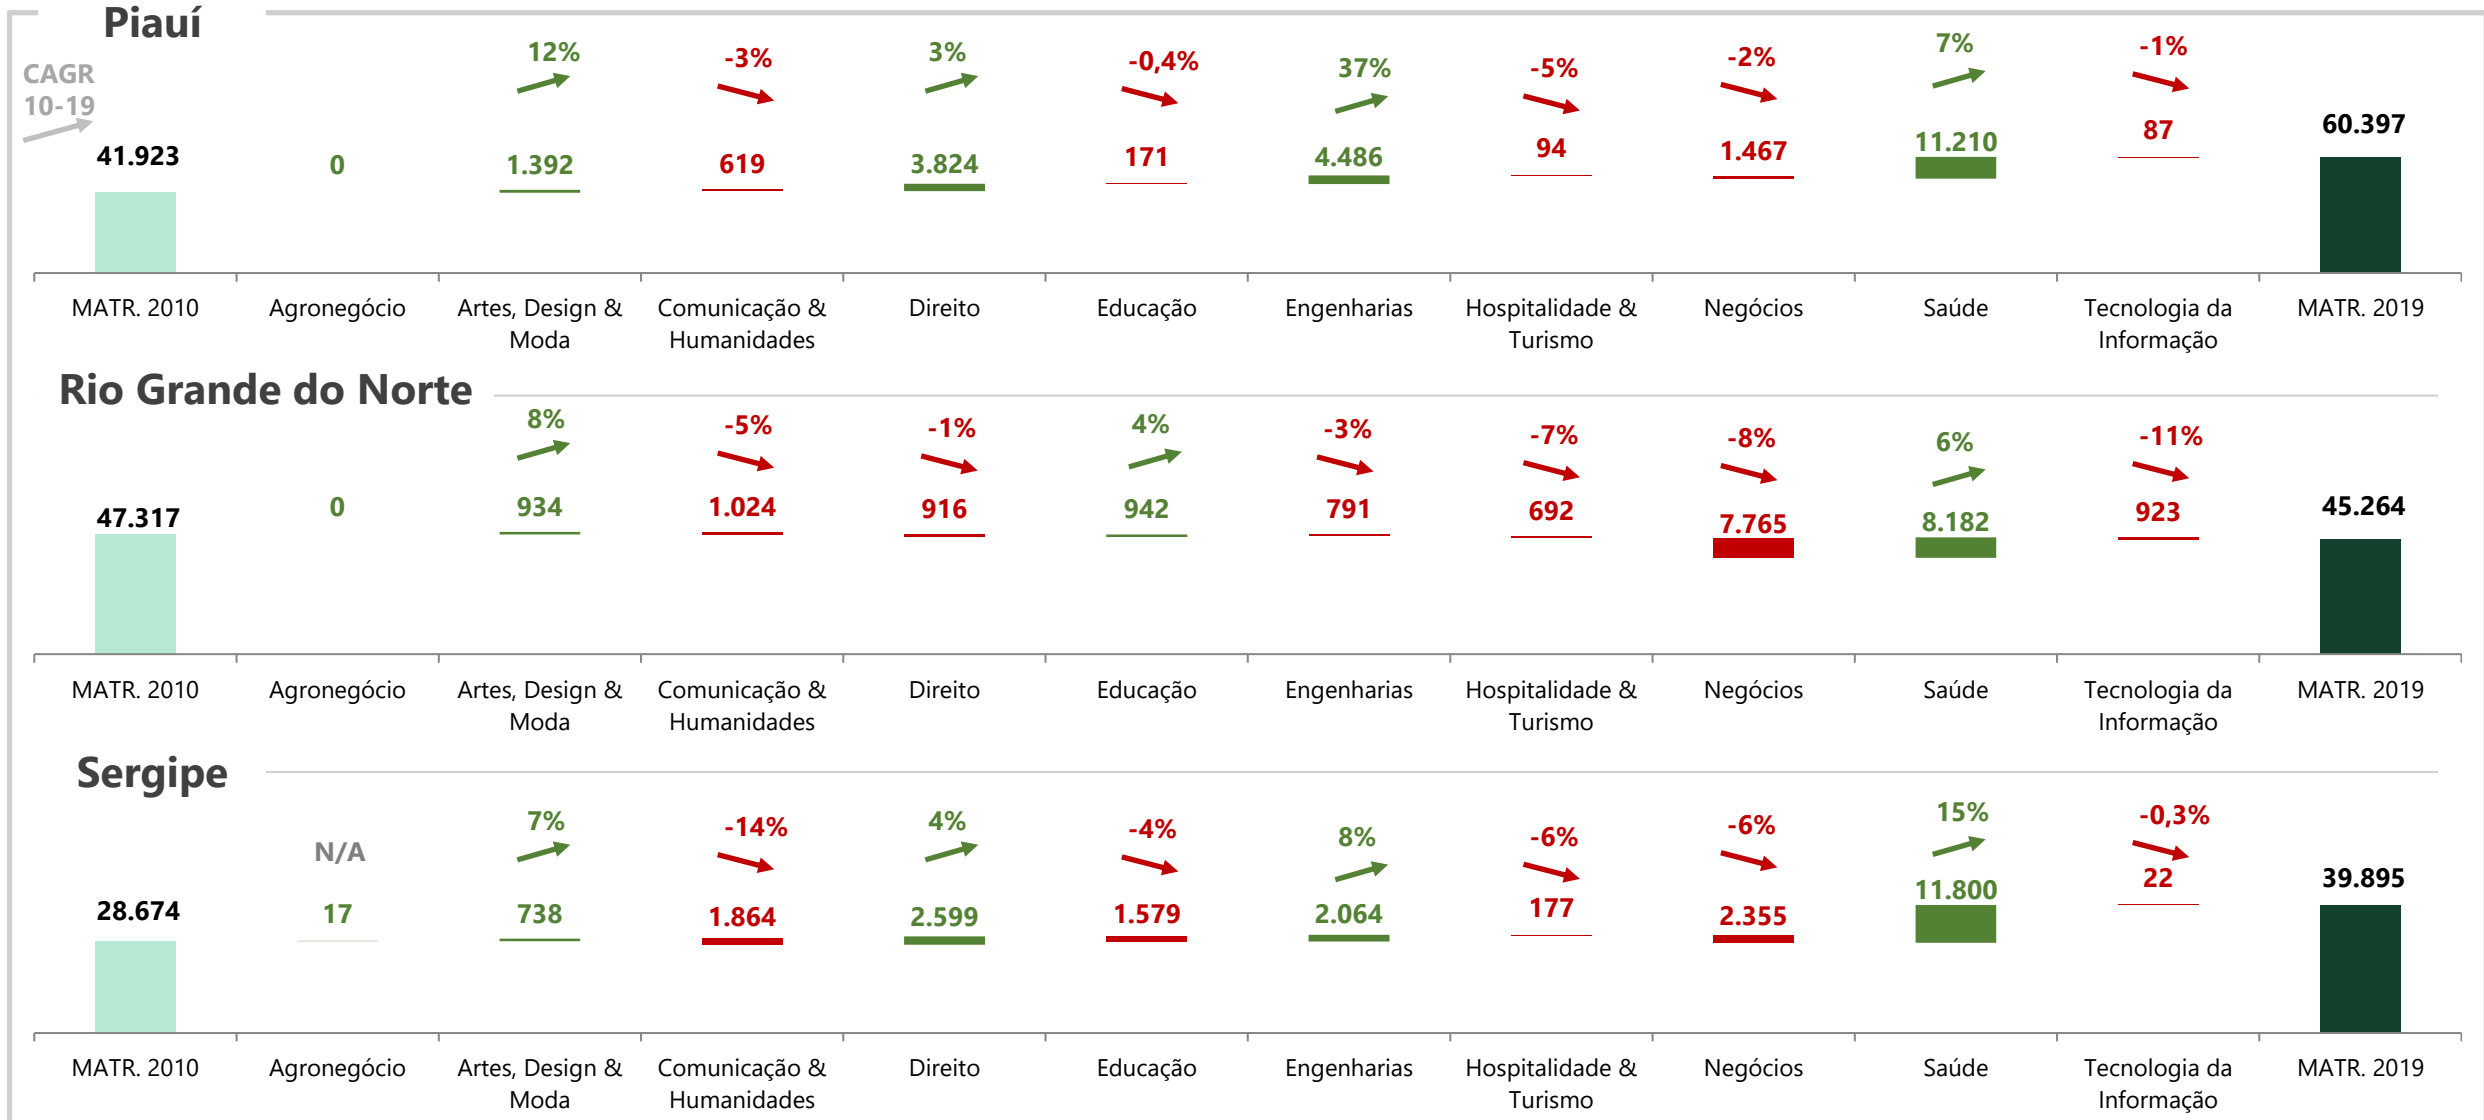 Piauí
CAGR
10-19
12%
-3%
3%
-0,4%
37%
-5%
-2%
7%
-1%
41.923
0
1.392
619
3.824
171
4.486
94
1.467
11.210
87
60.397
MATR. 2010
Agronegócio
Artes, Design &
Moda
Comunicação &
Humanidades
Direito
Educação
Engenharias
Hospitalidade &
Turismo
Negócios
Saúde
Tecnologia da
Informação
MATR. 2019
Rio Grande do Norte
8%
-5%
-1%
4%
-3%
-7%
-8%
6%
-11%
47.317
0
934
1.024
916
942
791
692
7.765
8.182
923
45.264
MATR. 2010
Agronegócio
Artes, Design &
Moda
Comunicação &
Humanidades
Direito
Educação
Engenharias
Hospitalidade &
Turismo
Negócios
Saúde
Tecnologia da
Informação
MATR. 2019
Sergipe
N/A
7%
-14%
4%
-4%
8%
-6%
-6%
15%
-0,3%
28.674
17
738
1.864
2.599
1.579
2.064
177
2.355
11.800
22
39.895
MATR. 2010
Agronegócio
Artes, Design &
Moda
Comunicação &
Humanidades
Direito
Educação
Engenharias
Hospitalidade &
Turismo
Negócios
Saúde
Tecnologia da
Informação
MATR. 2019